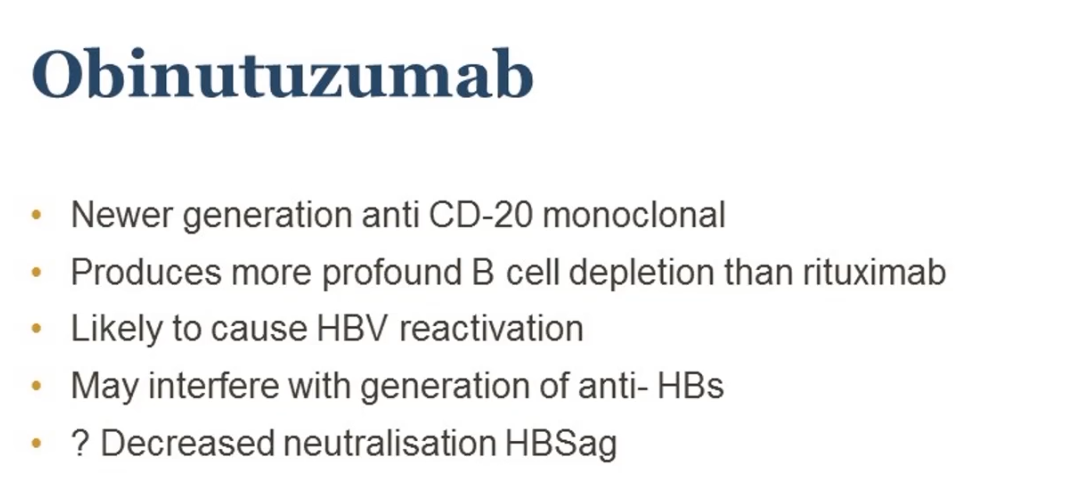 Obinutuzumab
• Newer generation anti CD-20 monoclonal
• Produces more profound B cell depletion than rituximab
• Likely to cause HBV reactivation
• May interfere with generation of anti- HBs
• ? Decreased neutralisation HBSag